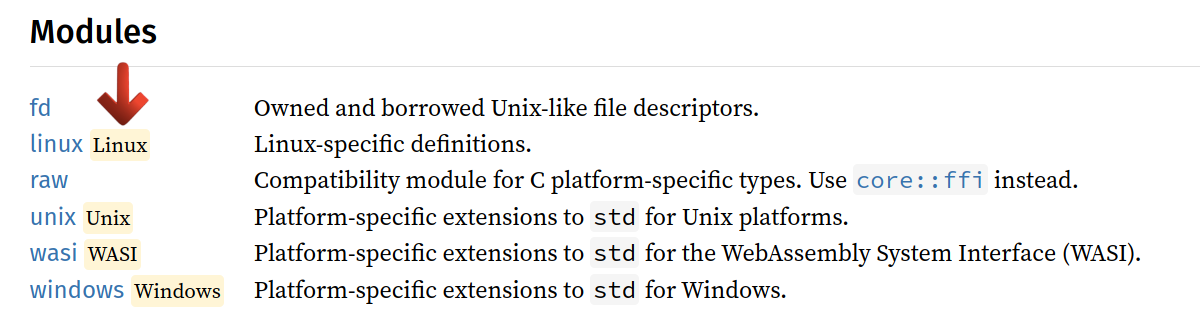 Modules
fd Owned and borrowed Unix-like file descriptors.
linux Linux Linux-specific definitions.
raw Compatibility module for C platform-specific types. Use core::ffi instead.
unix Unix Platform-specific extensions to std for Unix platforms.
wasi WASI Platform-specific extensions to std for the WebAssembly System Interface (WASI).
windows Windows Platform-specific extensions to std for Windows.